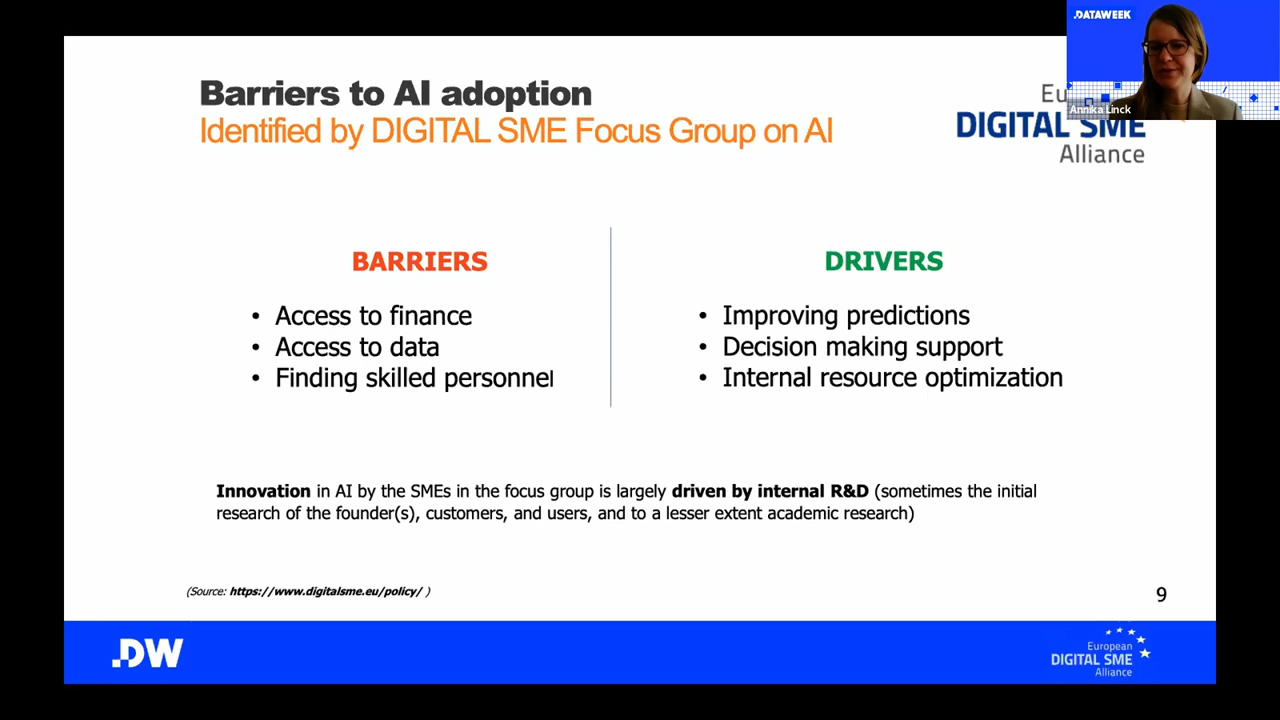 .DATAWEEK
Annika Linck
Barriers to AI adoption
Identified by DIGITAL SME Focus Group on AI
DIGITAL SME
Alliance
BARRIERS
• Access to finance
• Access to data
• Finding skilled personnel
DRIVERS
• Improving predictions
• Decision making support
• Internal resource optimization
Innovation in AI by the SMEs in the focus group is largely driven by internal R&D (sometimes the initial
research of the founder(s), customers, and users, and to a lesser extent academic research)
(Source: https://www.digitalsme.eu/policy/ )
9
.DW
European
DIGITAL SME
Alliance